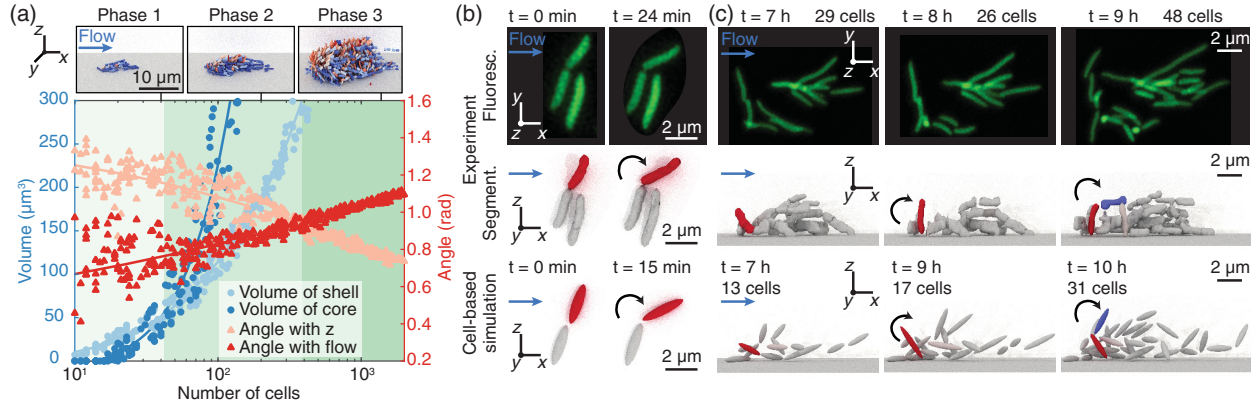 (a)
Phase 1
Phase 2
Phase 3
z
y
x
Flow
10 μm
300
250
200
150
100
50
0
Volume (μm³)
1.6
1.4
1.2
1.0
0.8
0.6
0.4
0.2
Angle (rad)
Volume of shell
Volume of core
Angle with z
Angle with flow
10¹
10²
10³
Number of cells
(b)
t = 0 min
t = 24 min
Flow
y
z
x
2 μm
Experiment
Fluoresc.
Segment.
z
y
x
2 μm
Cell-based
simulation
t = 0 min
t = 15 min
z
y
x
2 μm
(c)
t = 7 h
29 cells
t = 8 h
26 cells
t = 9 h
48 cells
2 μm
Flow
y
z
x
z
y
x
2 μm
t = 7 h
13 cells
t = 9 h
17 cells
t = 10 h
31 cells
z
y
x
2 μm